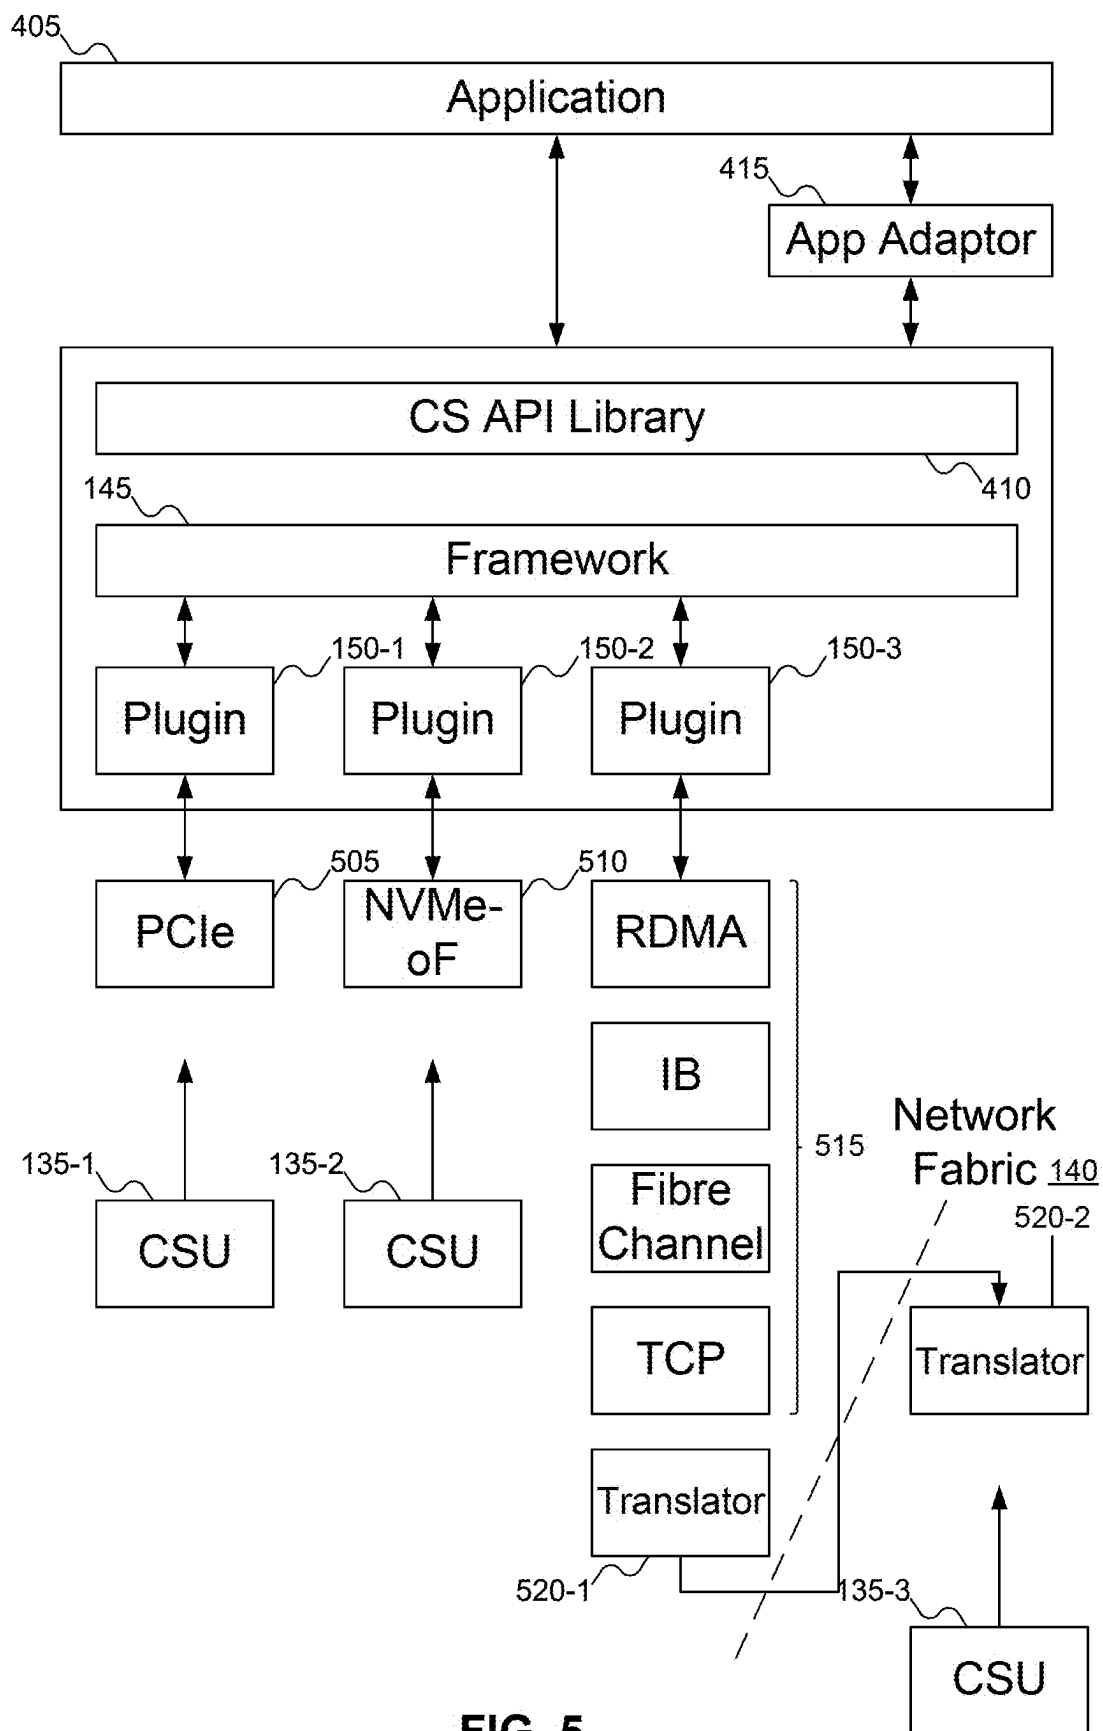 405
Application
415
App Adaptor
CS API Library
410
145
Framework
150-1
150-2
150-3
Plugin
Plugin
Plugin
505
510
PCIe
NVMe-
oF
RDMA
IB
515
Network
Fabric 140
135-1
135-2
Fibre
Channel
520-2
CSU
CSU
TCP
Translator
Translator
520-1
135-3
CSU
FIG. 5